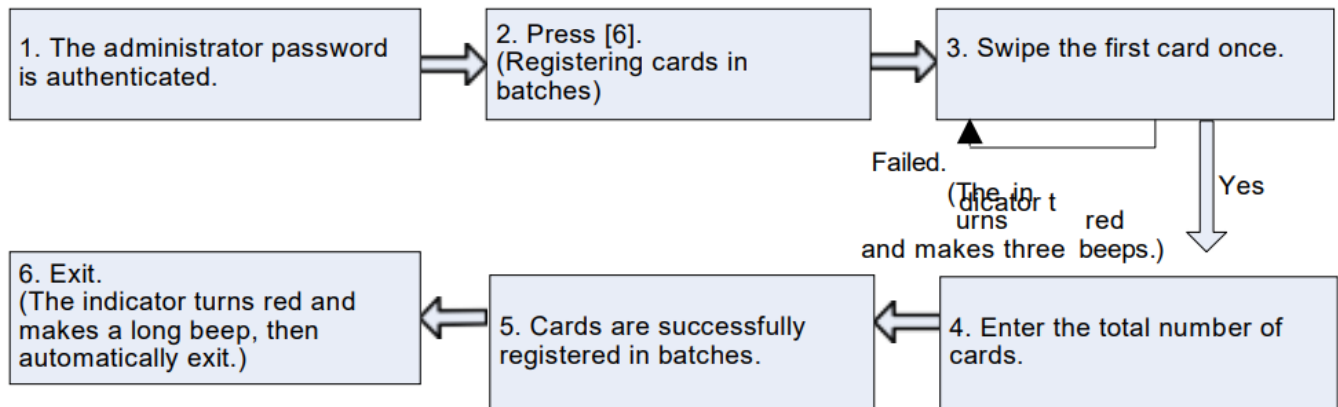 1. The administrator password
is authenticated.
2. Press [6].
(Registering cards in
batches)
3. Swipe the first card once.
Failed.
(The in
dicator t
urns red
and makes three beeps.)
Yes
4. Enter the total number of
cards.
5. Cards are successfully
registered in batches.
6. Exit.
(The indicator turns red and
makes a long beep, then
automatically exit.)